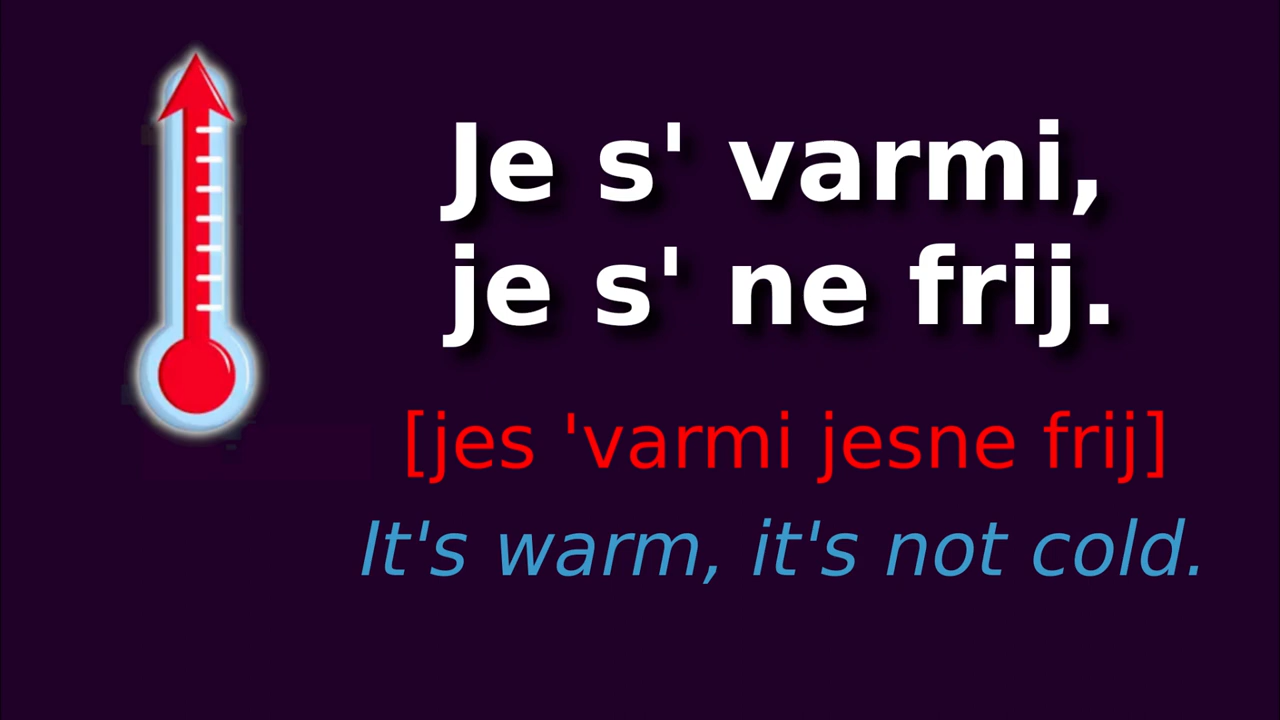 Je s' varmi,
je s' ne frij.
[jes 'varmi jesne frij]
It's warm, it's not cold.